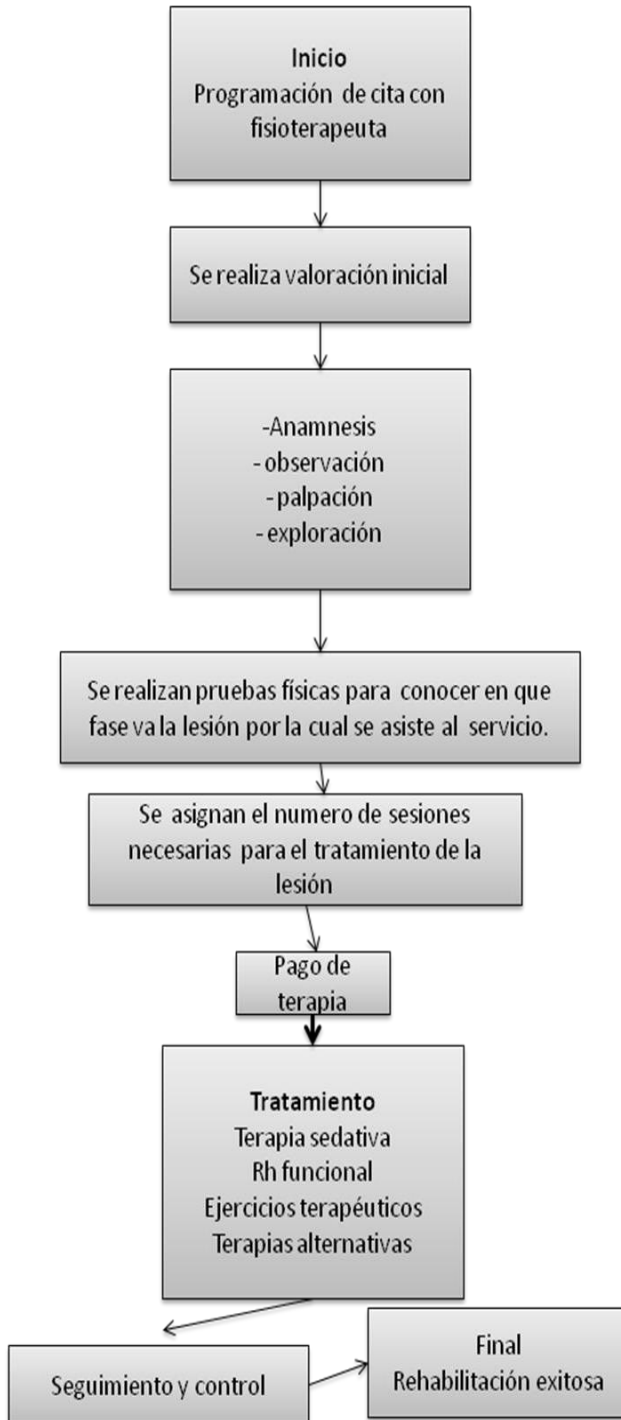 Inicio
Programación de cita con
fisioterapeuta
Se realiza valoración inicial
-Anamnesis
- observación
- palpación
- exploración
Se realizan pruebas físicas para conocer en que
fase va la lesión por la cual se asiste al servicio.
Se asignan el numero de sesiones
necesarias para el tratamiento de la
lesión
Pago de
terapia
Tratamiento
Terapia sedativa
Rh funcional
Ejercicios terapéuticos
Terapias alternativas
Seguimiento y control
Final
Rehabilitación exitosa